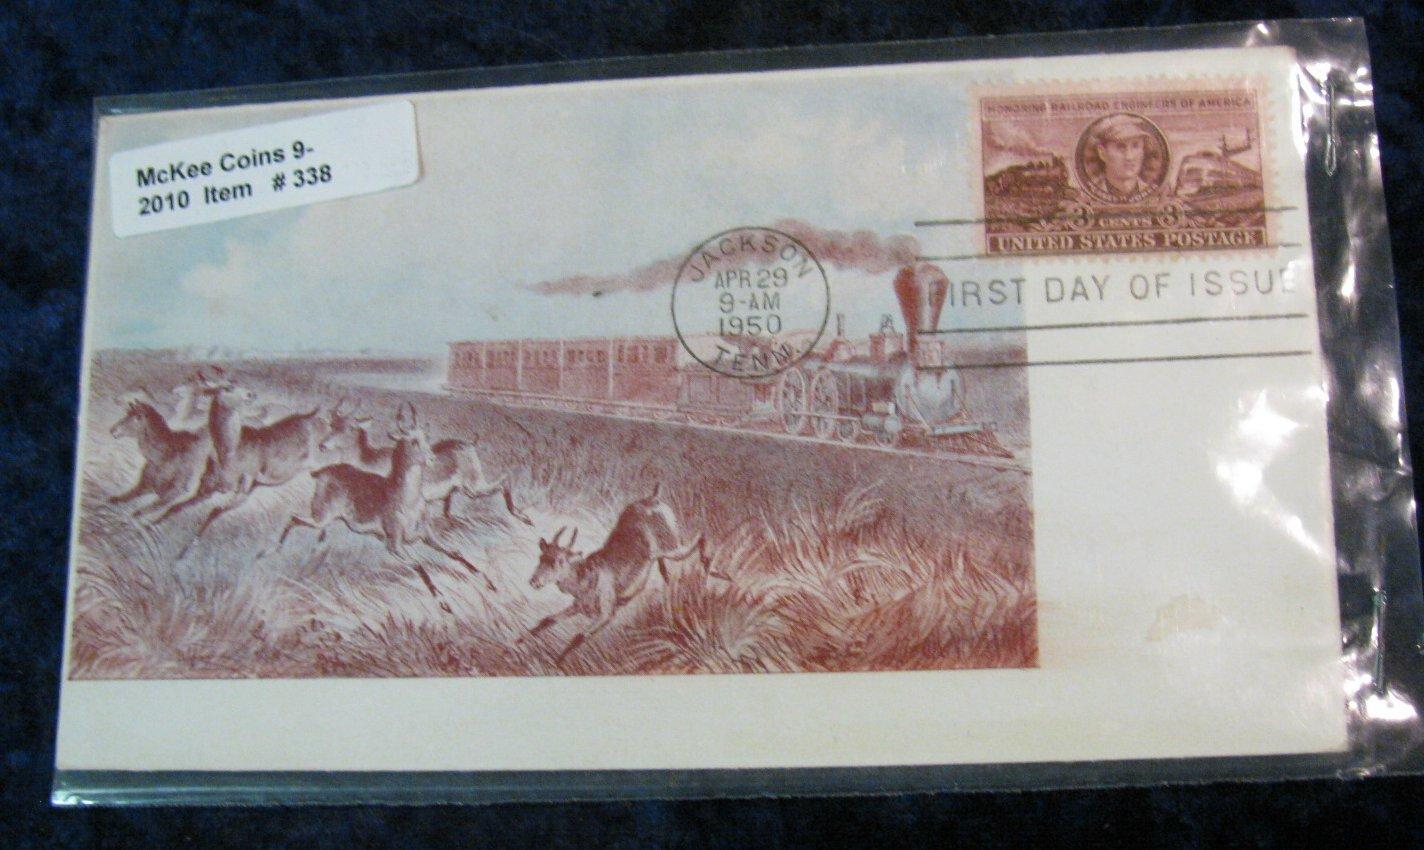 McKee Coins 9-
2010 Item # 338
HONORING RAILROAD ENGINEERS OF AMERICA
3 CENTS 3
UNITED STATES POSTAGE
JACKSON
APR 29
9-AM
1950
TENN.
FIRST DAY OF ISSUE